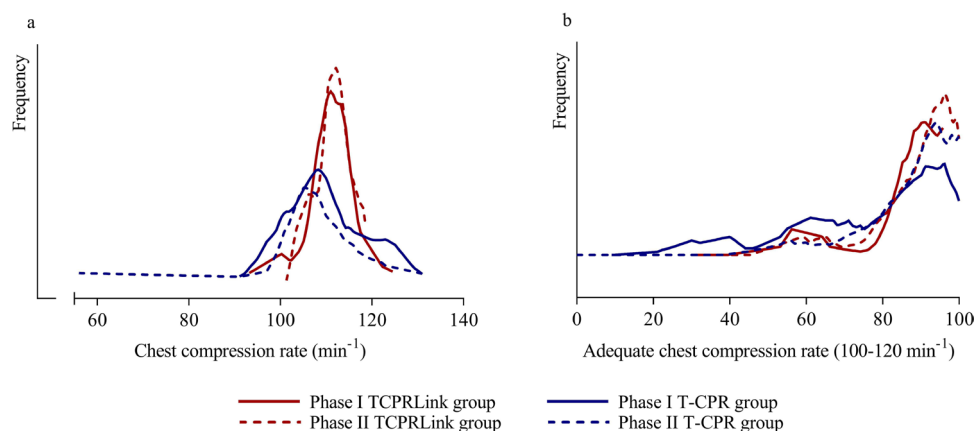 a
b
Frequency
Frequency
60 80 100 120 140
0 20 40 60 80 100
Chest compression rate (min⁻¹)
Adequate chest compression rate (100-120 min⁻¹)
Phase I TCPRLink group
Phase I T-CPR group
Phase II TCPRLink group
Phase II T-CPR group